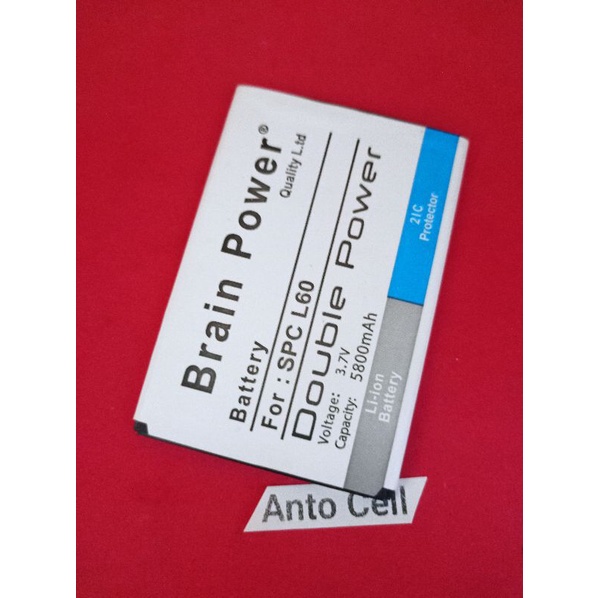 Brain Power®
Quality L.td
Battery
For : SPC L60
Double Power
Voltage: 3.7V
Capacity: 5800mAh
2IC
Protector
Li-ion
Battery
Anto Cell